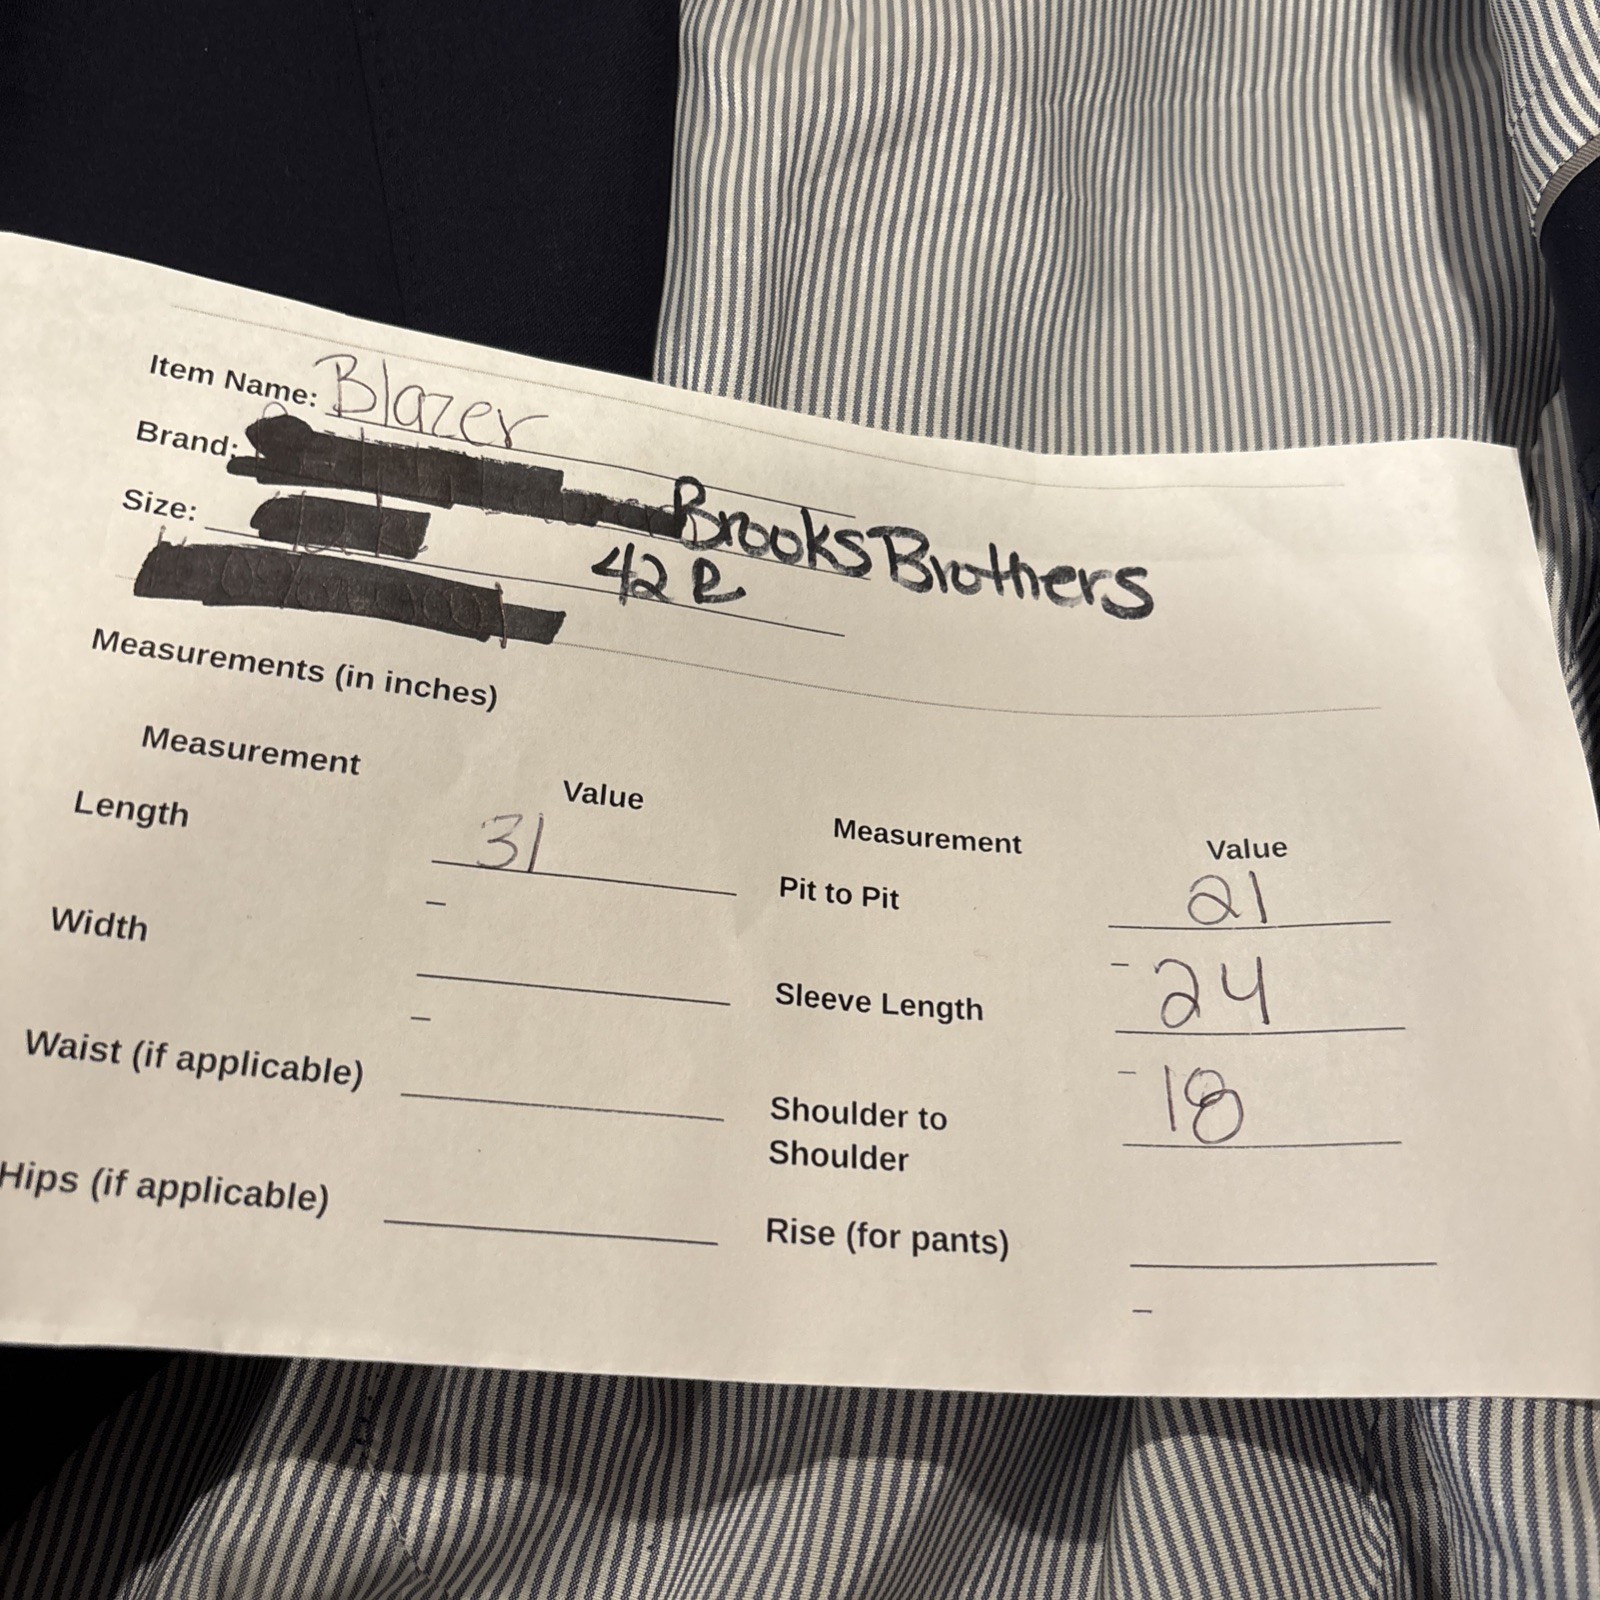 Item Name: Blazer
Brand: Brooks Brothers
Size: 42 R
Measurements (in inches)
Measurement Value Measurement Value
Length 31 Pit to Pit 21
Width Sleeve Length 24
Waist (if applicable) Shoulder to Shoulder 18
Hips (if applicable) Rise (for pants)